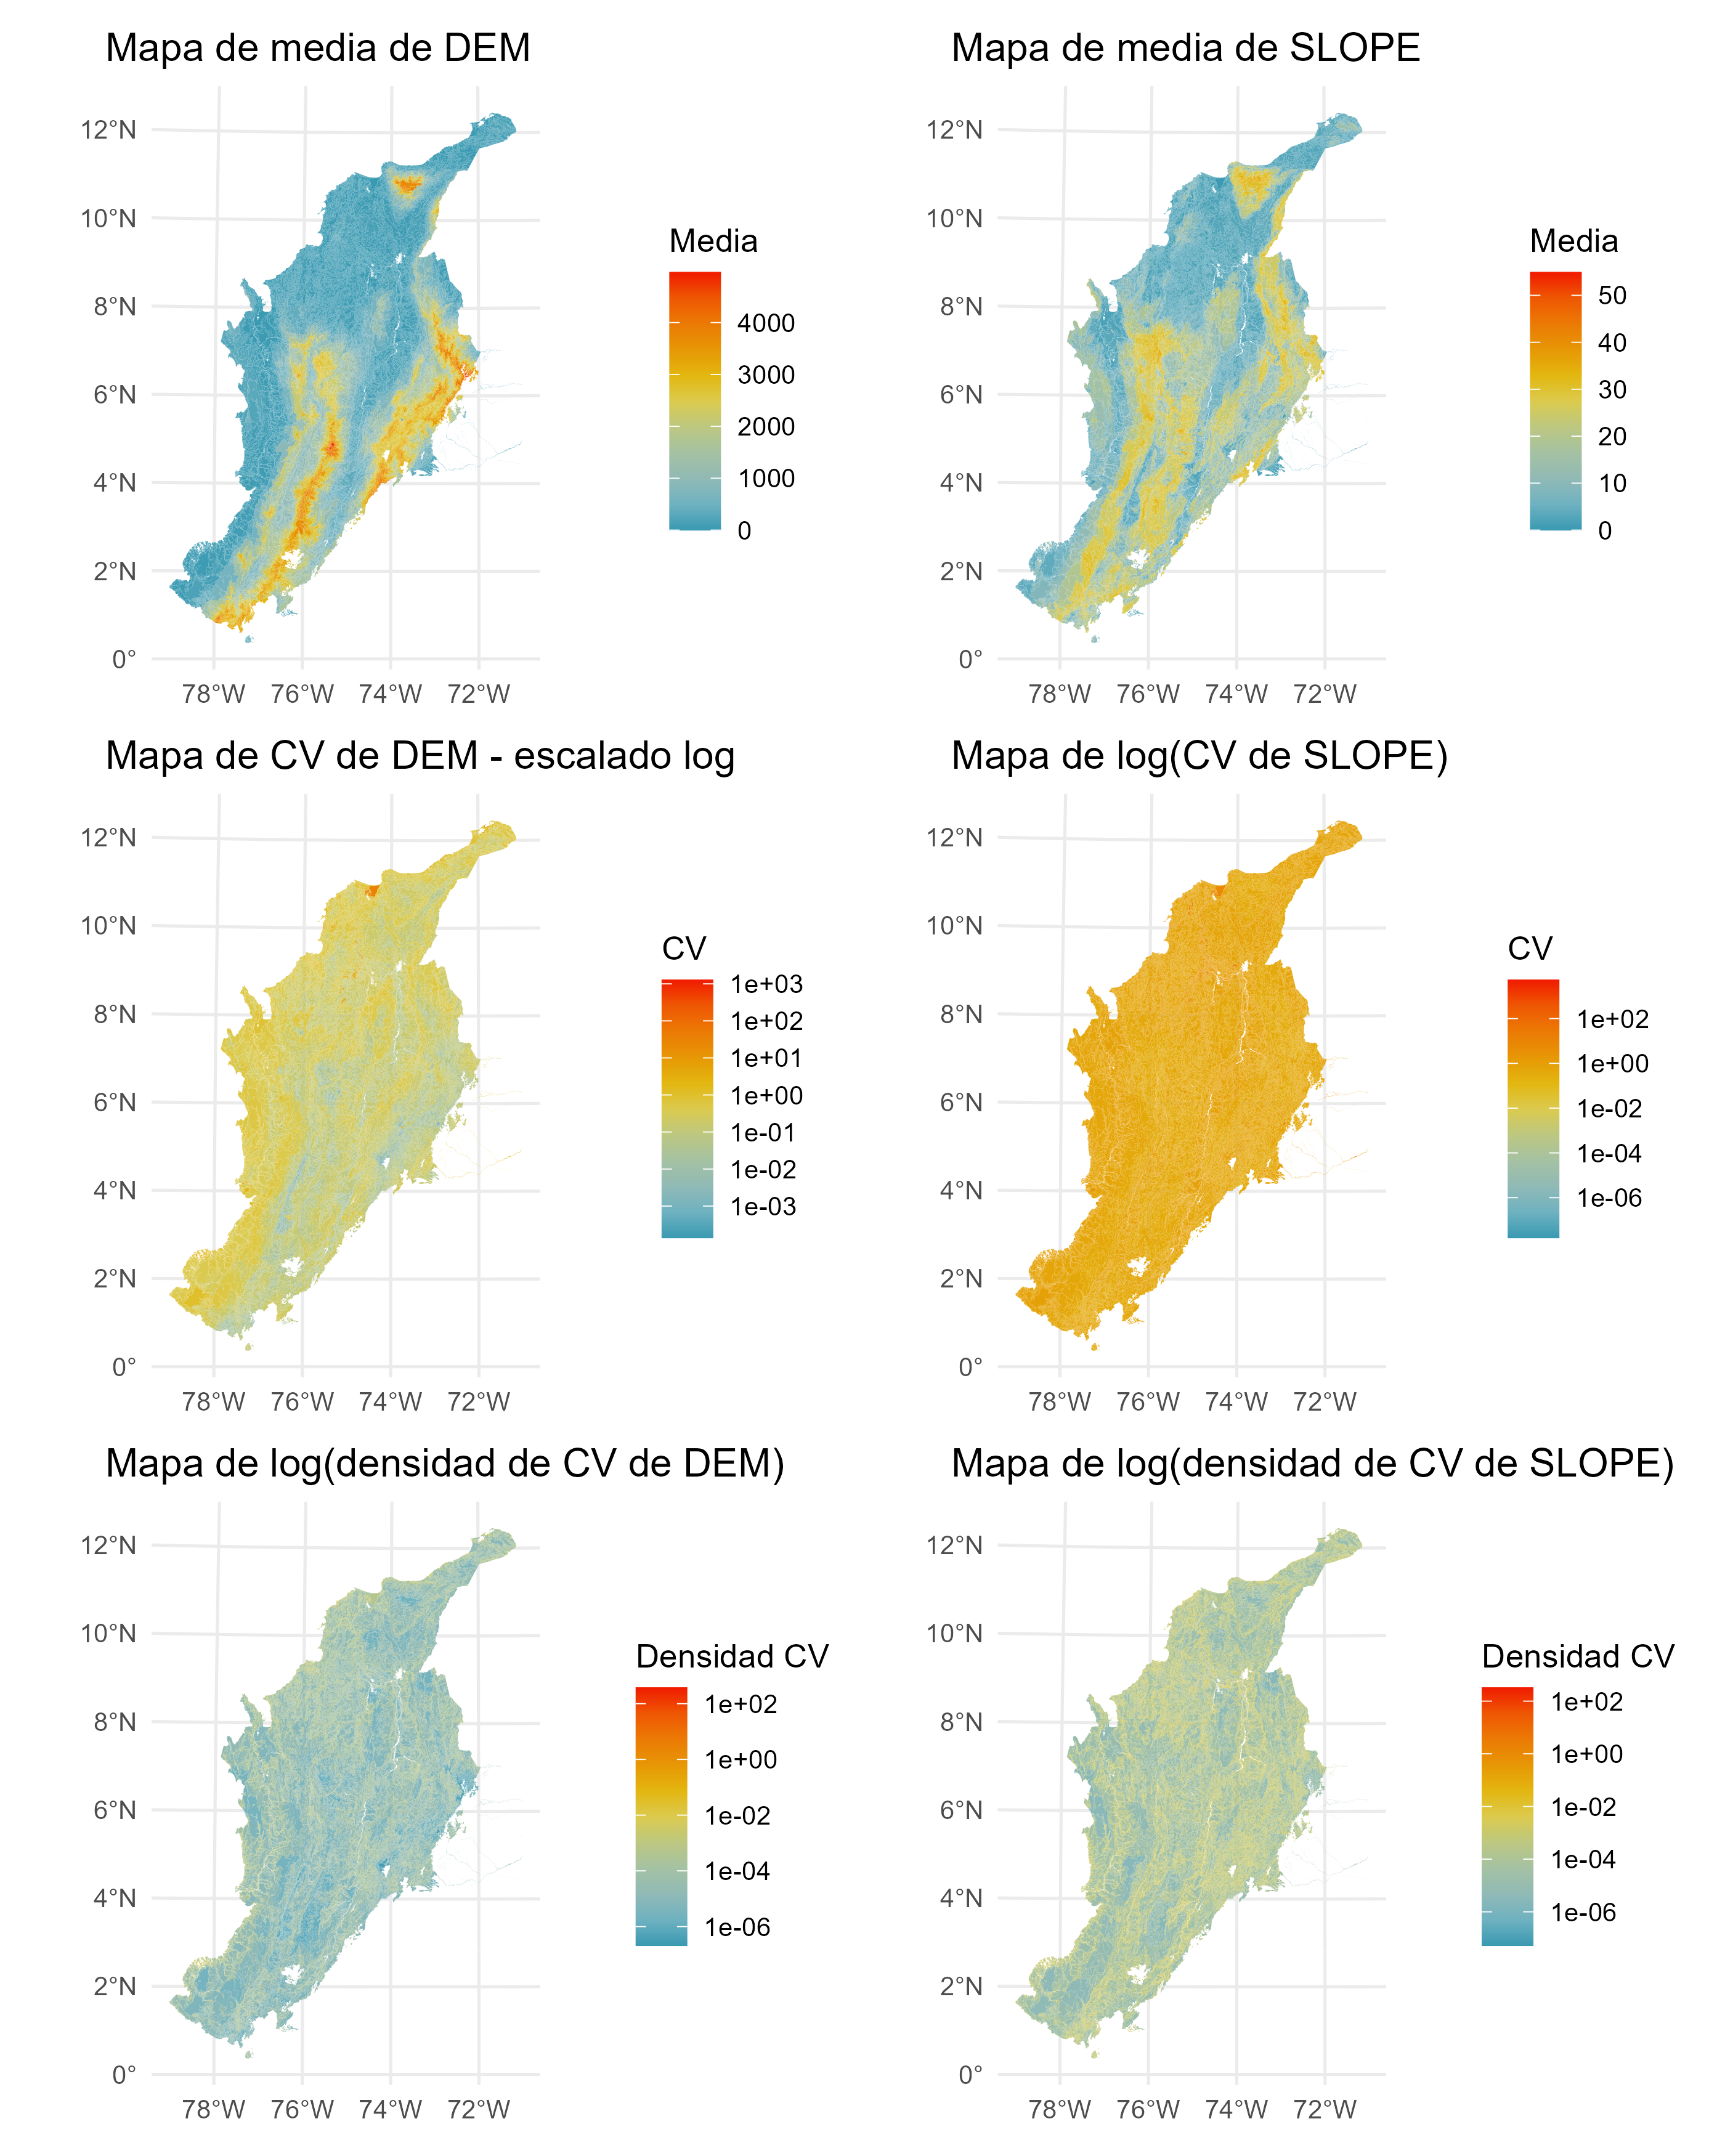 Mapa de media de DEM
12°N
10°N
8°N
6°N
4°N
2°N
0°
78°W 76°W 74°W 72°W
Media
4000
3000
2000
1000
0
Mapa de media de SLOPE
12°N
10°N
8°N
6°N
4°N
2°N
0°
78°W 76°W 74°W 72°W
Media
50
40
30
20
10
0
Mapa de CV de DEM - escalado log
12°N
10°N
8°N
6°N
4°N
2°N
0°
78°W 76°W 74°W 72°W
CV
1e+03
1e+02
1e+01
1e+00
1e-01
1e-02
1e-03
Mapa de log(CV de SLOPE)
12°N
10°N
8°N
6°N
4°N
2°N
0°
78°W 76°W 74°W 72°W
CV
1e+02
1e+00
1e-02
1e-04
1e-06
Mapa de log(densidad de CV de DEM)
12°N
10°N
8°N
6°N
4°N
2°N
0°
78°W 76°W 74°W 72°W
Densidad CV
1e+02
1e+00
1e-02
1e-04
1e-06
Mapa de log(densidad de CV de SLOPE)
12°N
10°N
8°N
6°N
4°N
2°N
0°
78°W 76°W 74°W 72°W
Densidad CV
1e+02
1e+00
1e-02
1e-04
1e-06